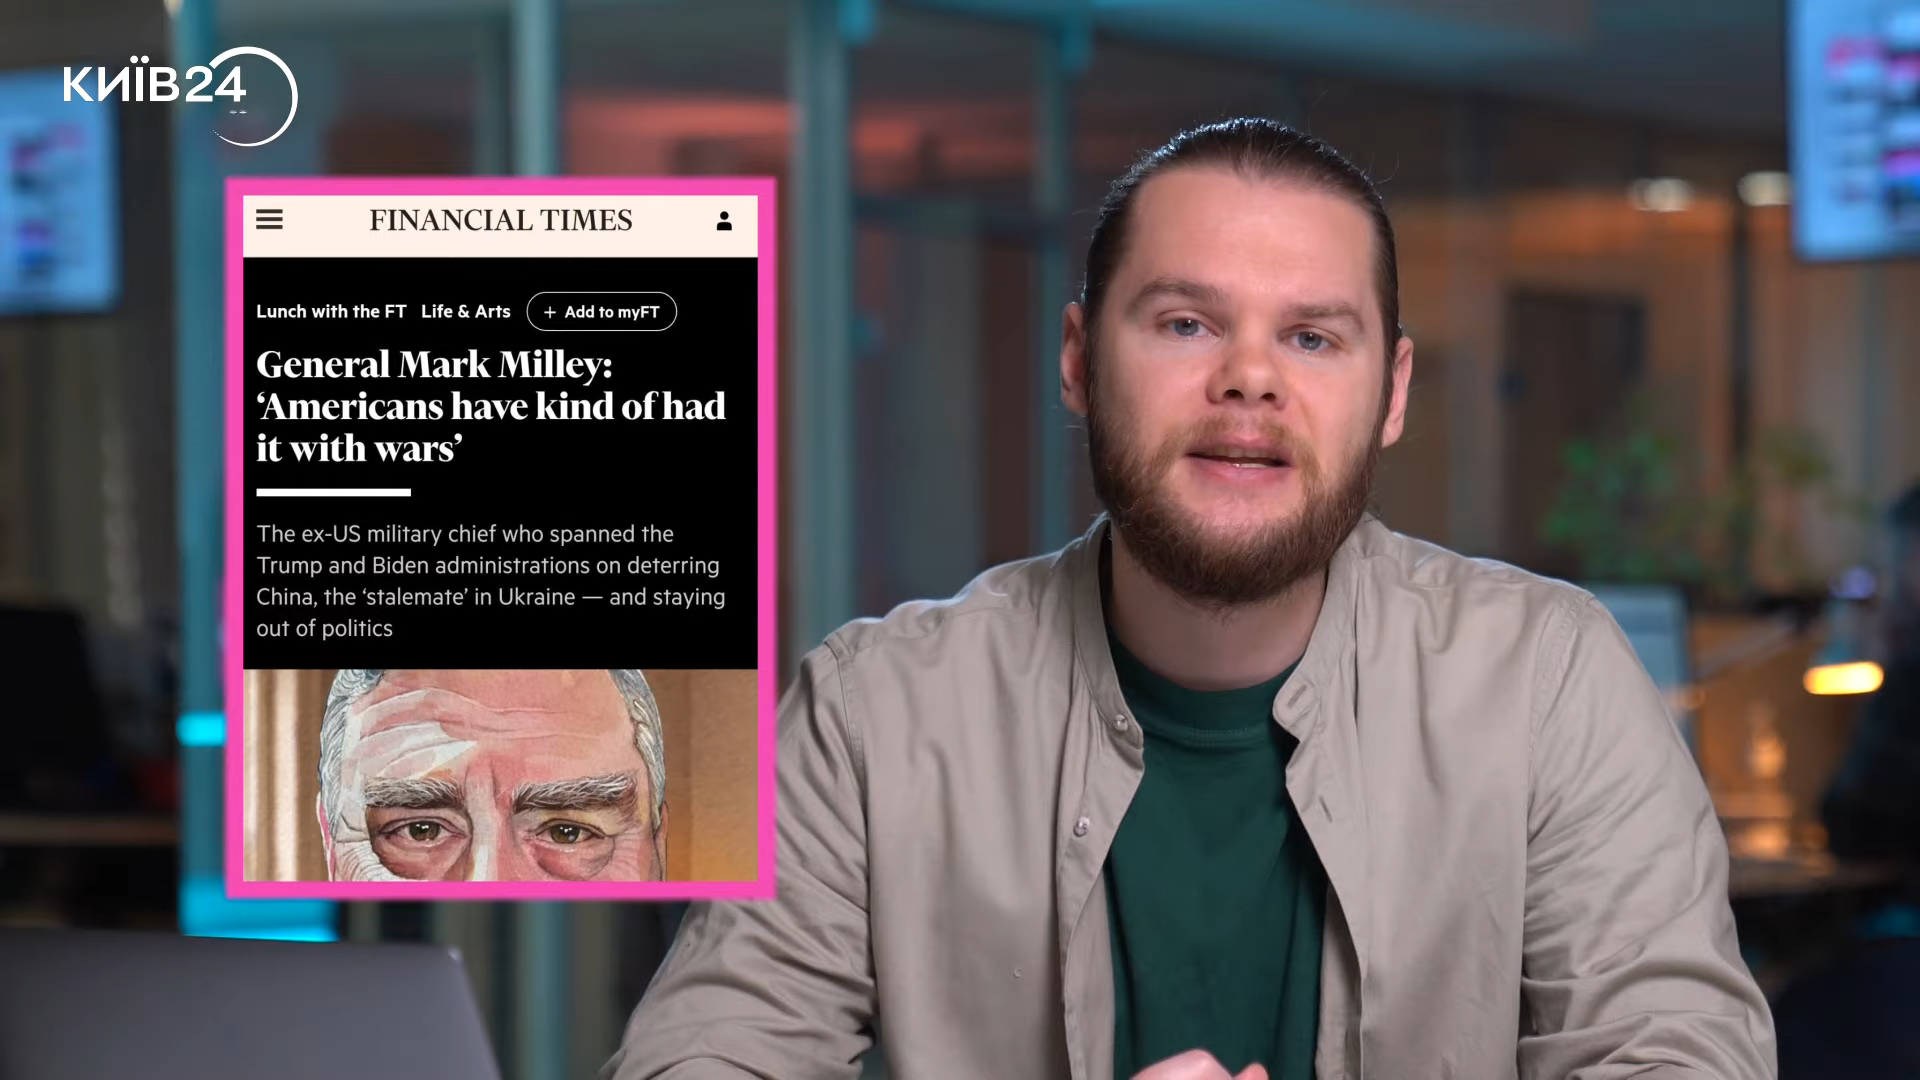 КИЇВ24
FINANCIAL TIMES
Lunch with the FT Life & Arts + Add to myFT
General Mark Milley:
‘Americans have kind of had
it with wars’
The ex-US military chief who spanned the
Trump and Biden administrations on deterring
China, the ‘stalemate’ in Ukraine — and staying
out of politics